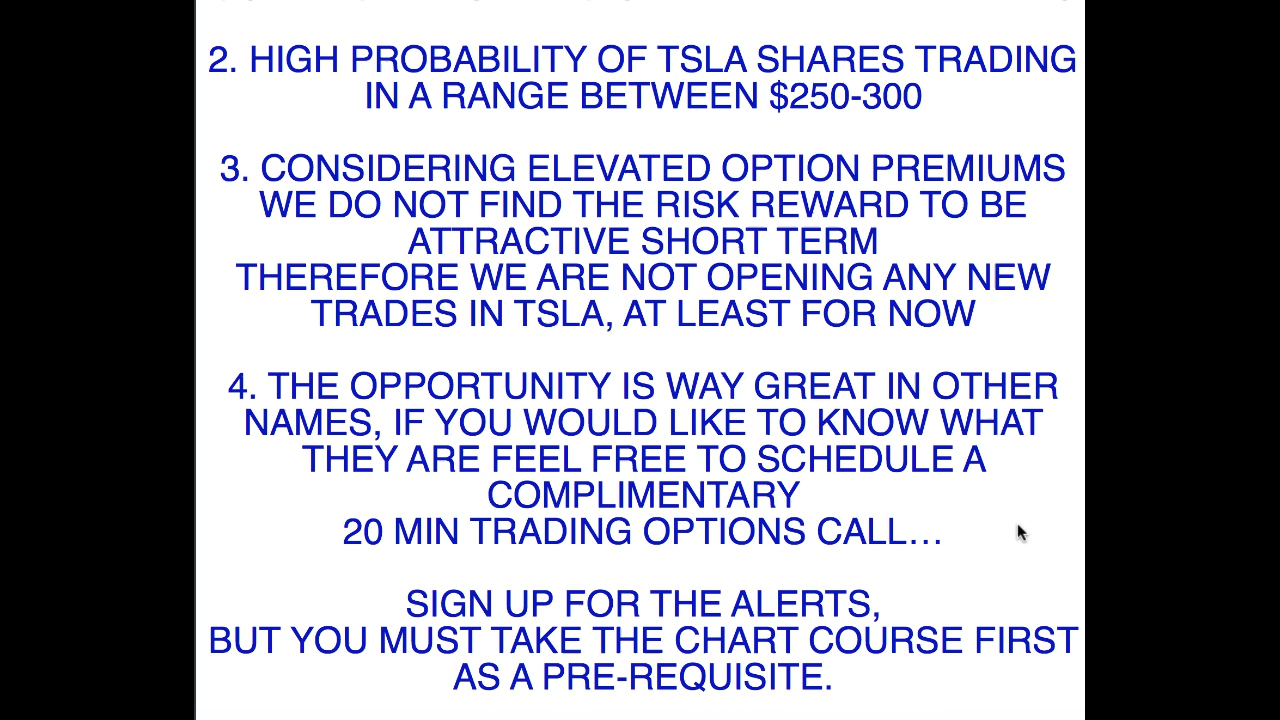 2. HIGH PROBABILITY OF TSLA SHARES TRADING
IN A RANGE BETWEEN $250-300
3. CONSIDERING ELEVATED OPTION PREMIUMS
WE DO NOT FIND THE RISK REWARD TO BE
ATTRACTIVE SHORT TERM
THEREFORE WE ARE NOT OPENING ANY NEW
TRADES IN TSLA, AT LEAST FOR NOW
4. THE OPPORTUNITY IS WAY GREAT IN OTHER
NAMES, IF YOU WOULD LIKE TO KNOW WHAT
THEY ARE FEEL FREE TO SCHEDULE A
COMPLIMENTARY
20 MIN TRADING OPTIONS CALL…
SIGN UP FOR THE ALERTS,
BUT YOU MUST TAKE THE CHART COURSE FIRST
AS A PRE-REQUISITE.